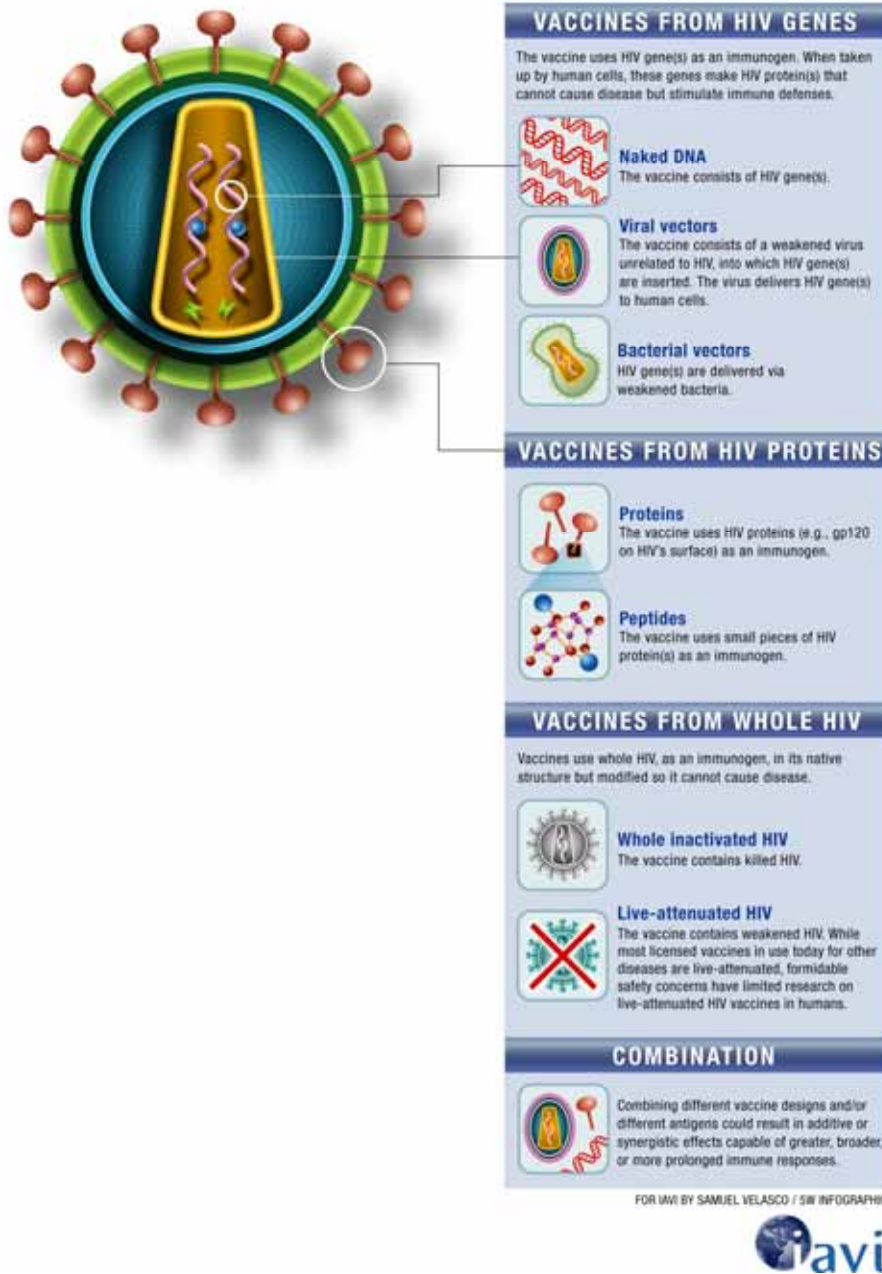 VACCINES FROM HIV GENES
The vaccine uses HIV gene(s) as an immunogen. When taken
up by human cells, these genes make HIV protein(s) that
cannot cause disease but stimulate immune defenses.
Naked DNA
The vaccine consists of HIV gene(s).
Viral vectors
The vaccine consists of a weakened virus
unrelated to HIV, into which HIV gene(s)
are inserted. The virus delivers HIV gene(s)
to human cells.
Bacterial vectors
HIV gene(s) are delivered via
weakened bacteria.
VACCINES FROM HIV PROTEINS
Proteins
The vaccine uses HIV proteins (e.g., gp120
on HIV's surface) as an immunogen.
Peptides
The vaccine uses small pieces of HIV
protein(s) as an immunogen.
VACCINES FROM WHOLE HIV
Vaccines use whole HIV, as an immunogen, in its native
structure but modified so it cannot cause disease.
Whole inactivated HIV
The vaccine contains killed HIV.
Live-attenuated HIV
The vaccine contains weakened HIV. While
most licensed vaccines in use today for other
diseases are live-attenuated, formidable
safety concerns have limited research on
live-attenuated HIV vaccines in humans.
COMBINATION
Combining different vaccine designs and/or
different antigens could result in additive or
synergistic effects capable of greater, broader,
or more prolonged immune responses.
FOR IAVI BY SAMUEL VELASCO / 5W INFOGRAPHI
iavi